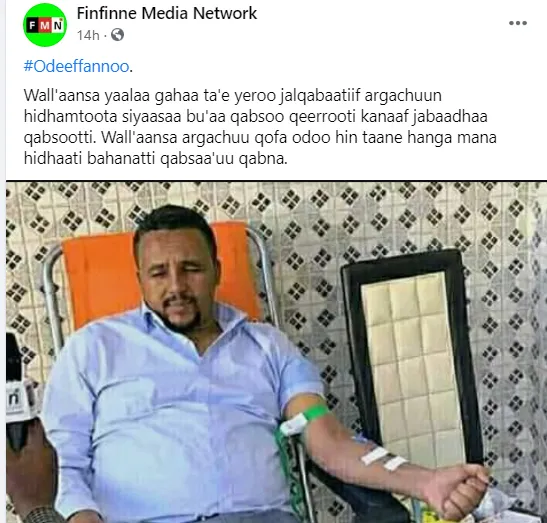 FMN
Finfinne Media Network
14h ·
#Odeeffannoo.
Wall'aansa yaalaa gahaa ta'e yeroo jalqabaatiif argachuun
hidhamtoota siyaasaa bu'aa qabsoo qeerrooti kanaaf jabaadhaa
qabsootti. Wall'aansa argachuu qofa odoo hin taane hanga mana
hidhaati bahanatti qabsaa'uu qabna.
n